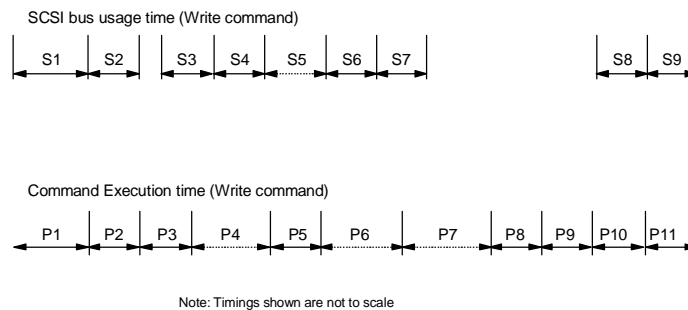 SCSI bus usage time (Write command)
S1 S2 S3 S4 S5 S6 S7 S8 S9
Command Execution time (Write command)
P1 P2 P3 P4 P5 P6 P7 P8 P9 P10 P11
Note: Timings shown are not to scale